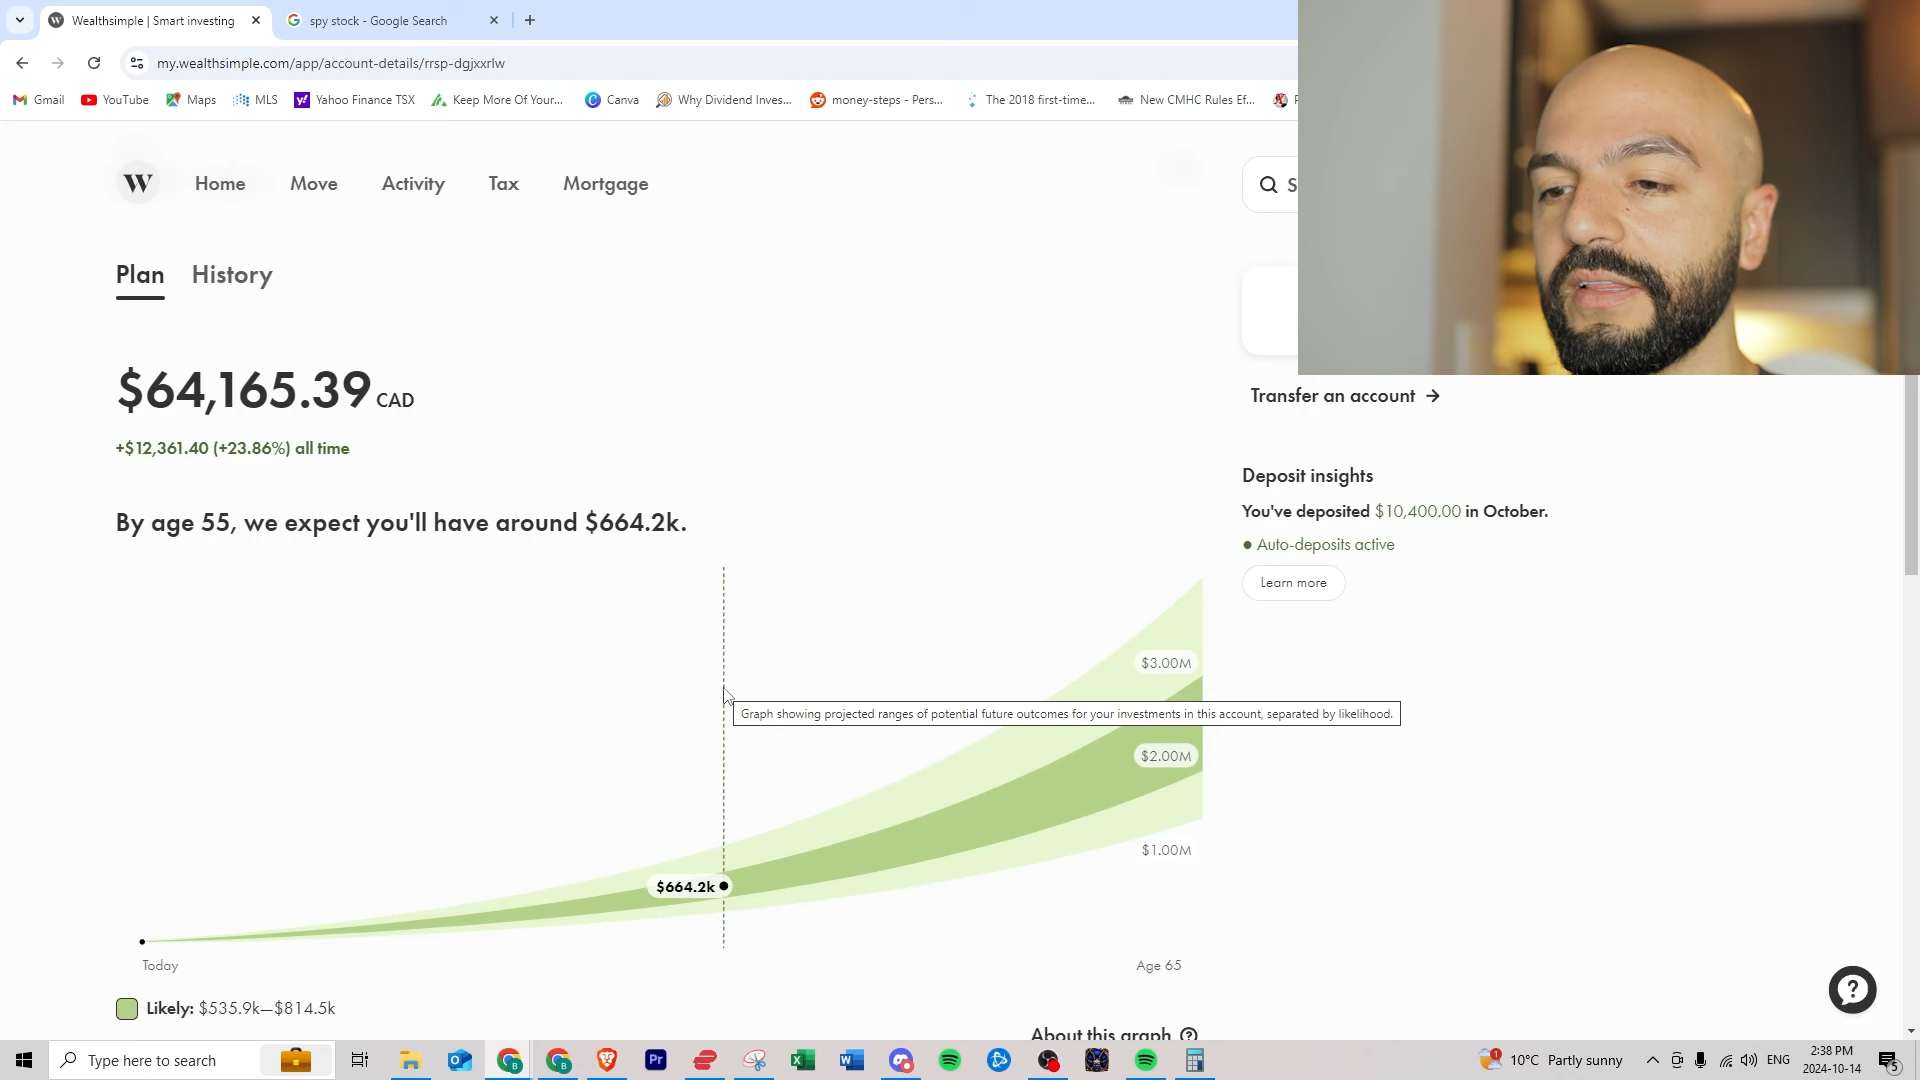 Wealthsimple | Smart investing
spy stock - Google Search
my.wealthsimple.com/app/account-details/rrsp-dgjxxrlw
Gmail
YouTube
Maps
MLS
Yahoo Finance TSX
Keep More Of Your...
Canva
Why Dividend Inves...
money-steps - Pers...
The 2018 first-time...
New CMHC Rules Ef...
W
Home
Move
Activity
Tax
Mortgage
S
Plan
History
$64,165.39 CAD
+$12,361.40 (+23.86%) all time
By age 55, we expect you'll have around $664.2k.
Transfer an account →
Deposit insights
You've deposited $10,400.00 in October.
Auto-deposits active
Learn more
$3.00M
Graph showing projected ranges of potential future outcomes for your investments in this account, separated by likelihood.
$2.00M
$1.00M
$664.2k
Today
Age 65
Likely: $535.9k—$814.5k
About this graph
Type here to search
10°C Partly sunny
ENG
2:38 PM
2024-10-14
5